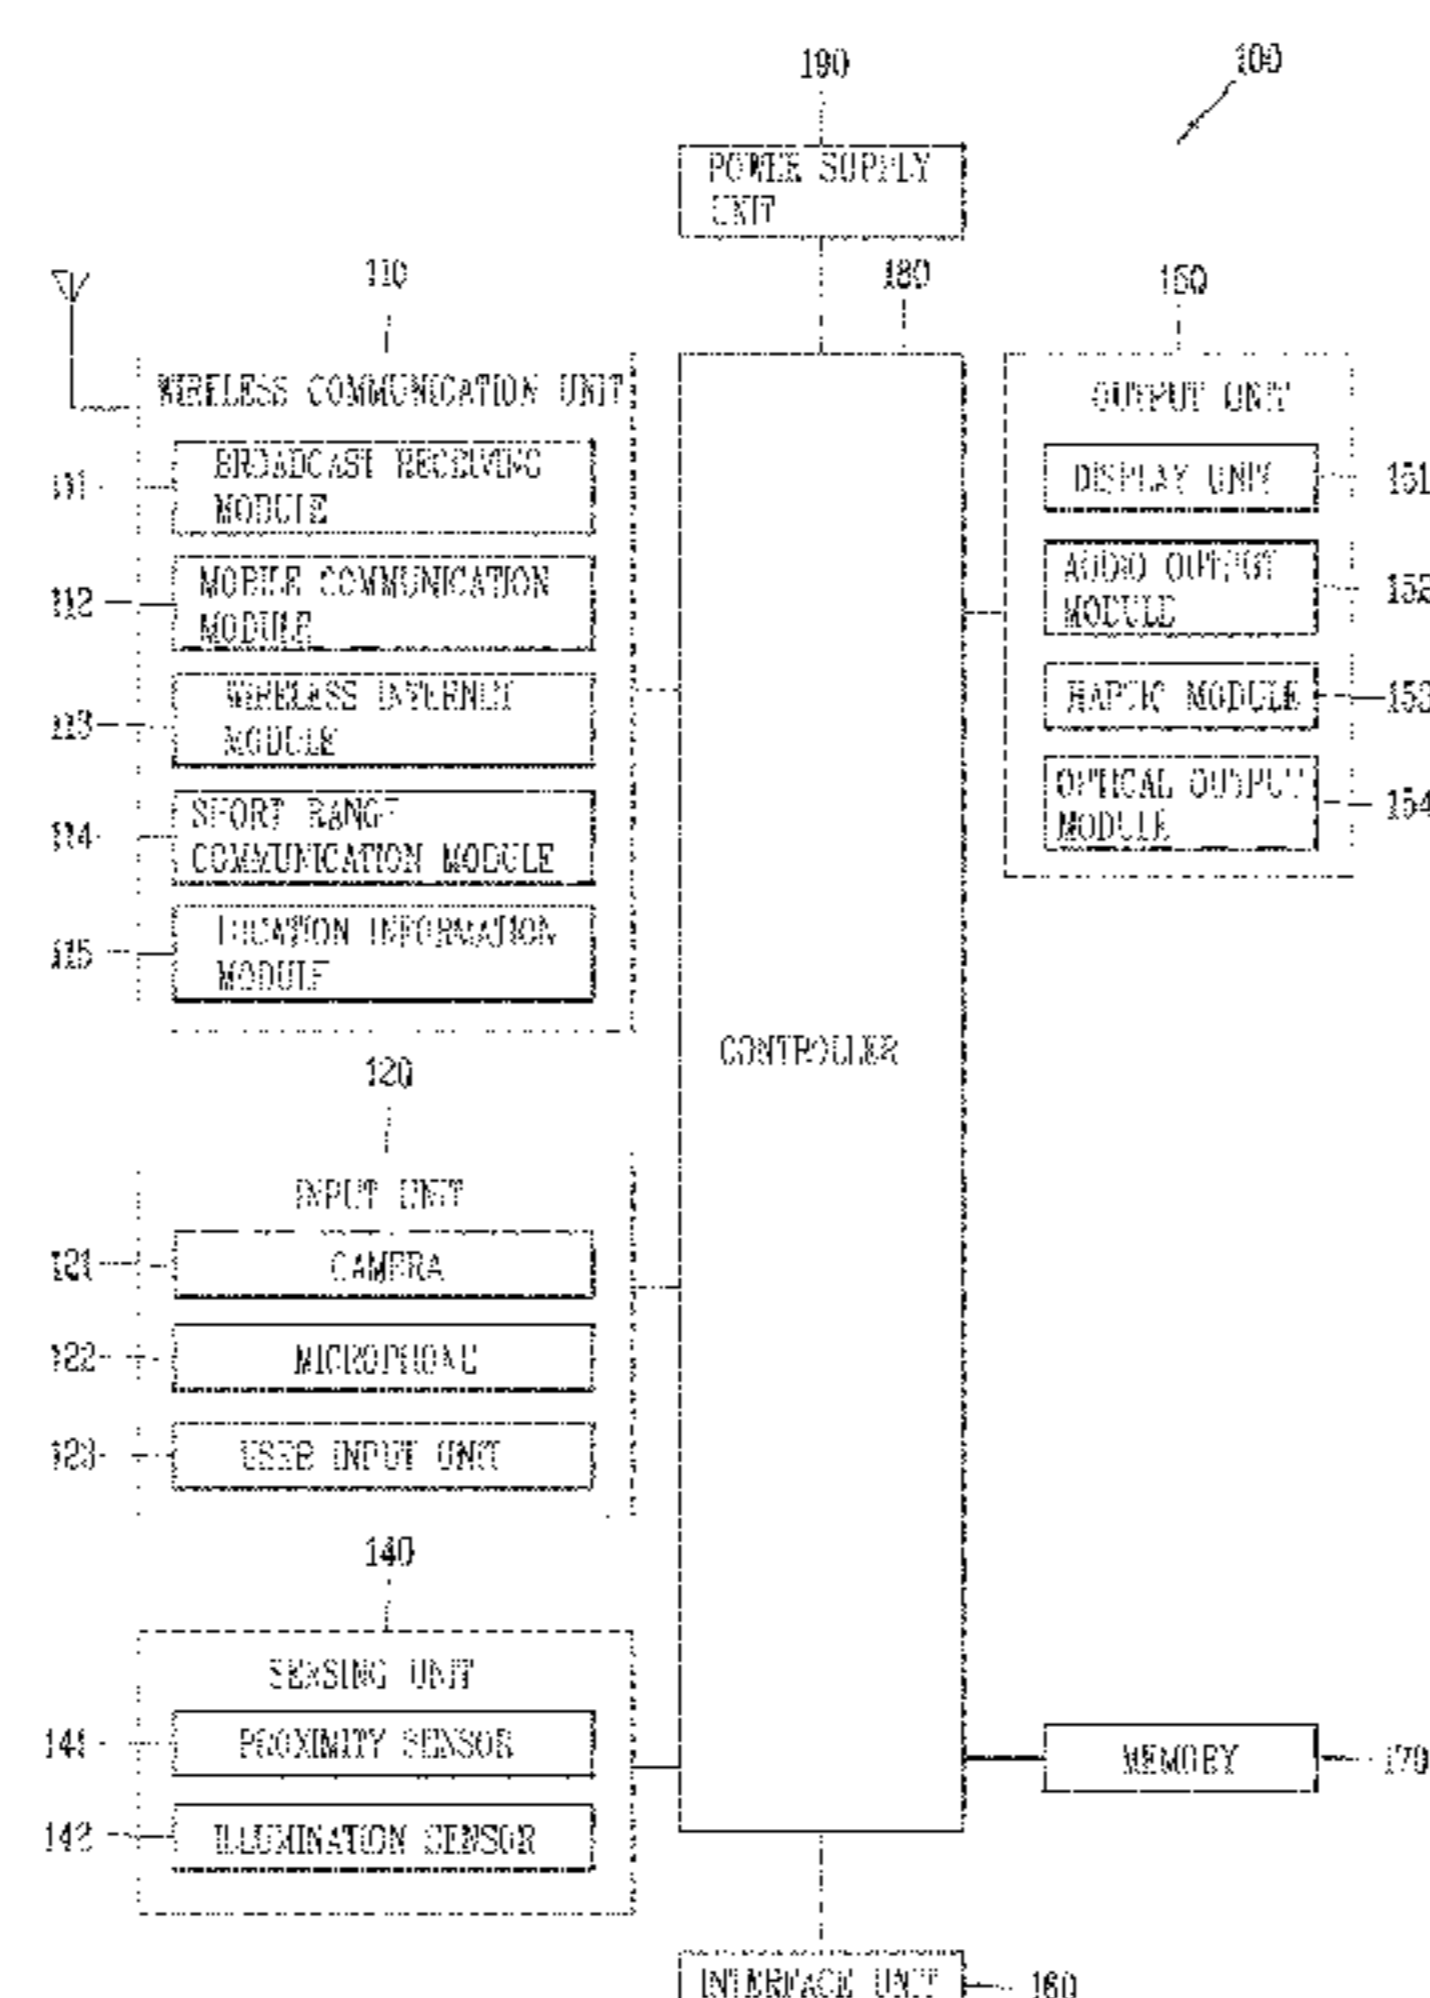 190
100
POWER SUPPLY
UNIT
110
180
150
WIRELESS COMMUNICATION UNIT
111
BROADCAST RECEIVING
MODULE
112
MOBILE COMMUNICATION
MODULE
113
WIRELESS INTERNET
MODULE
114
SHORT RANGE
COMMUNICATION MODULE
115
LOCATION INFORMATION
MODULE
OUTPUT UNIT
DISPLAY UNIT
151
AUDIO OUTPUT
MODULE
152
HAPTIC MODULE
153
OPTICAL OUTPUT
MODULE
154
CONTROLLER
120
INPUT UNIT
121
CAMERA
122
MICROPHONE
123
USER INPUT UNIT
140
SENSING UNIT
141
PROXIMITY SENSOR
142
ILLUMINATION SENSOR
MEMORY
170
INTERFACE UNIT
160